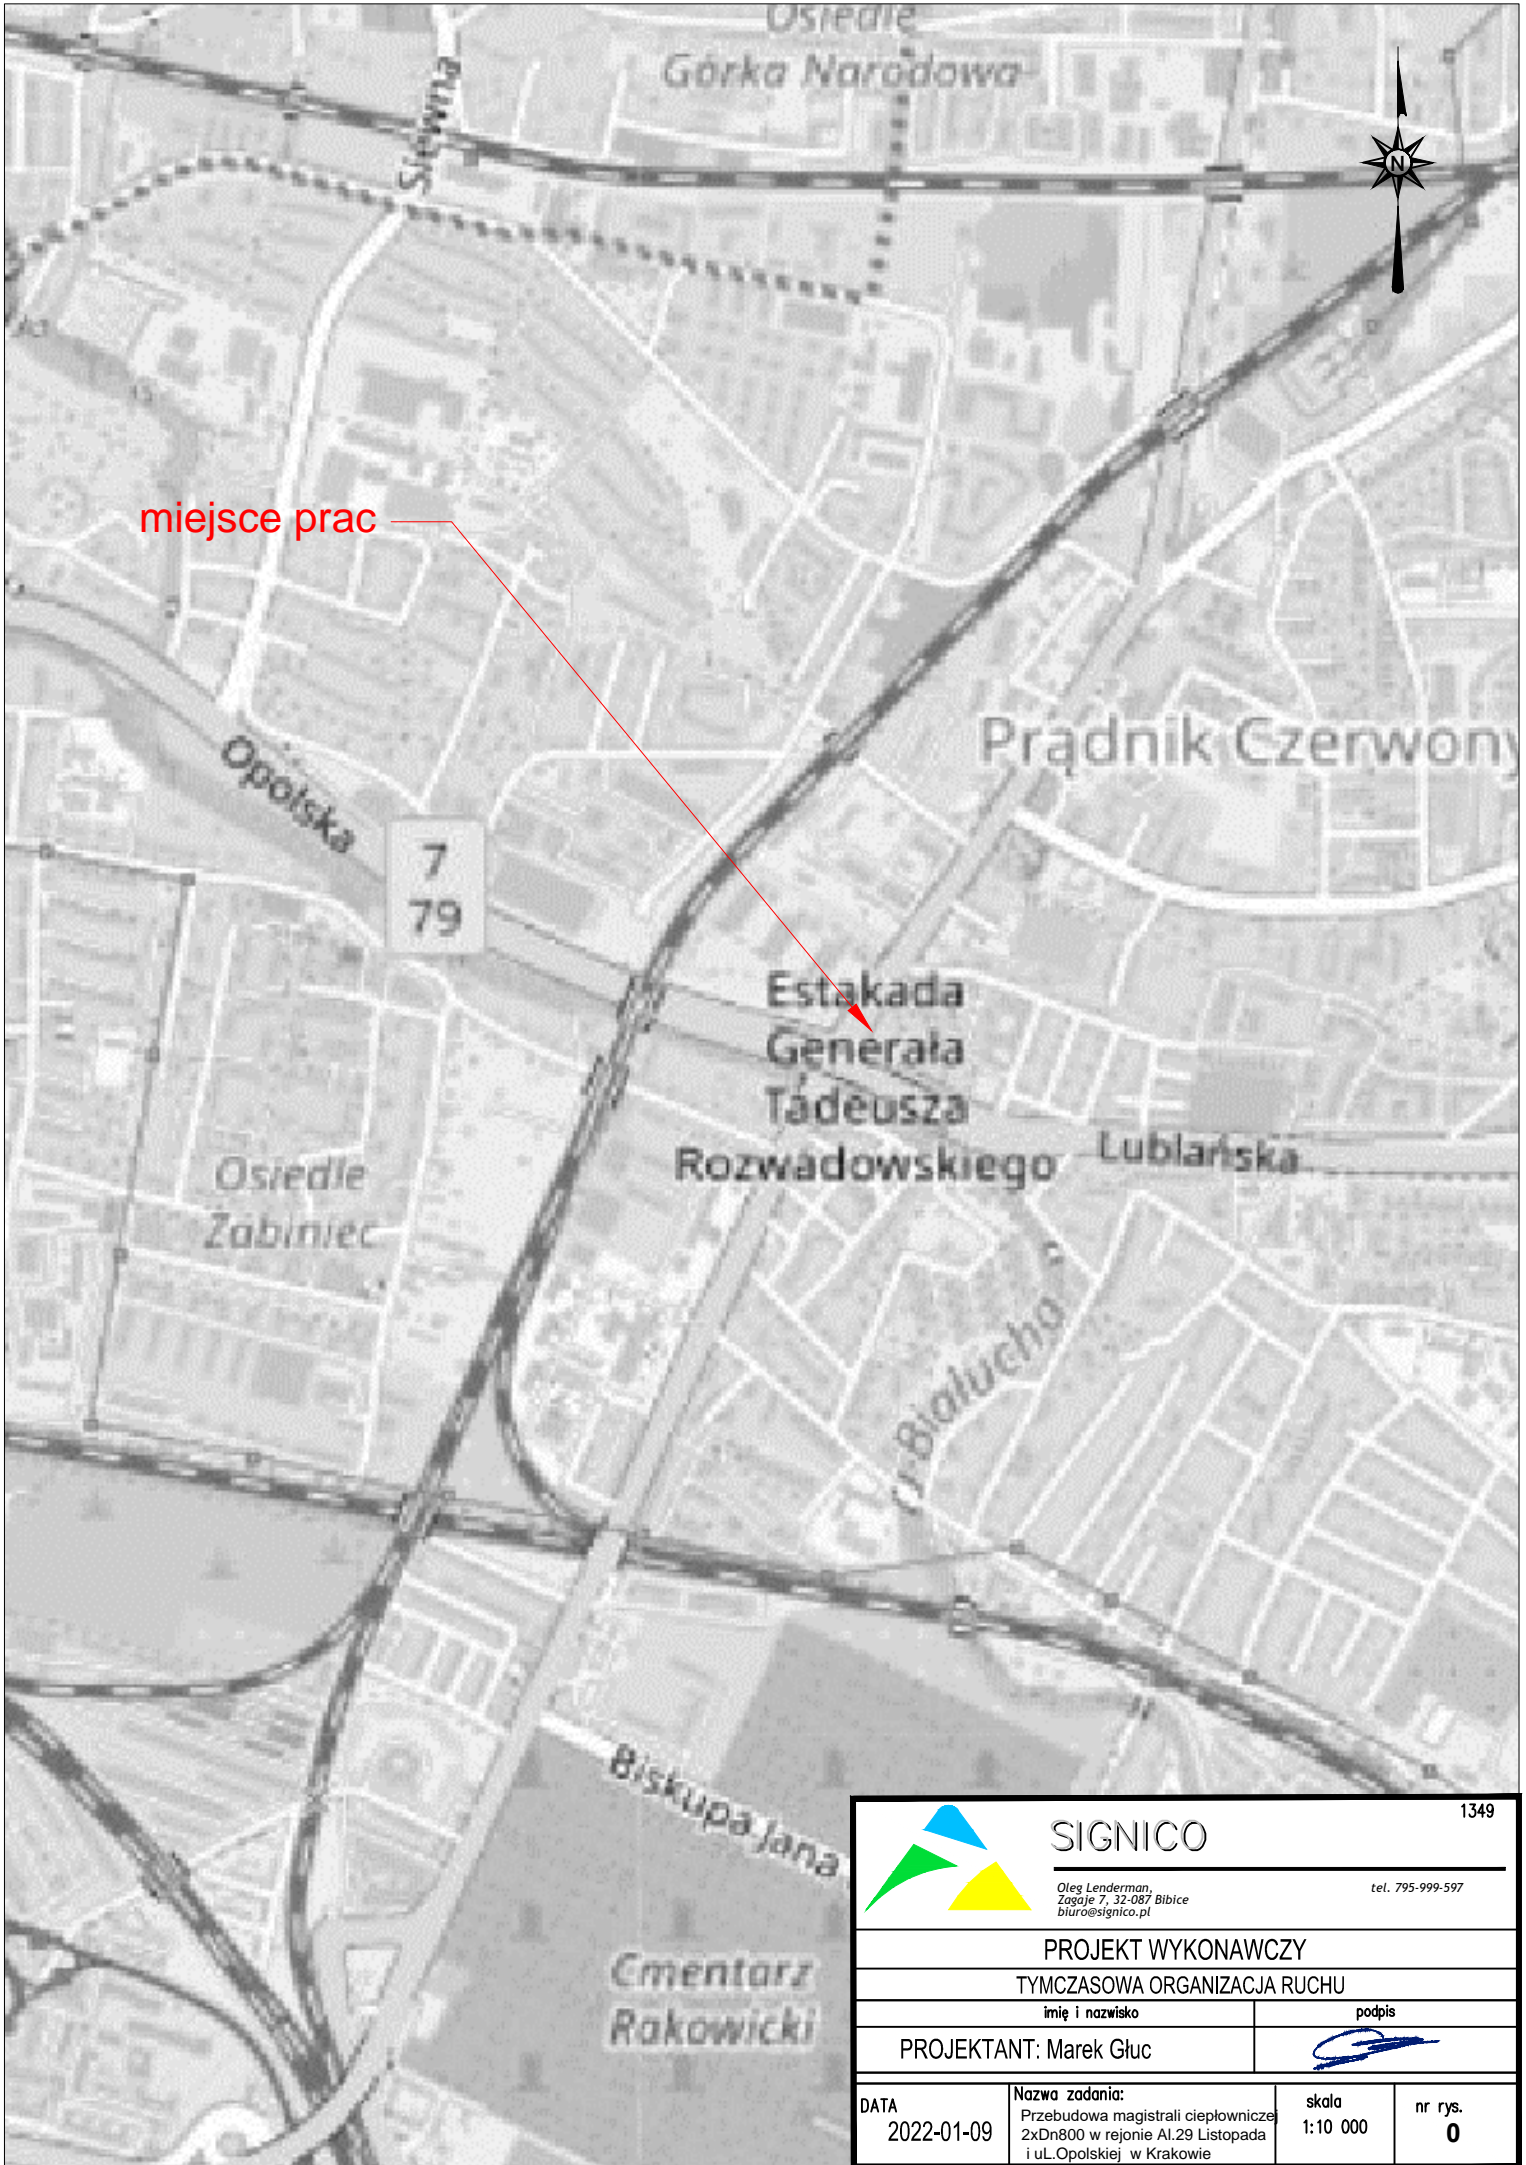 Osiedle
Górka Narodowa
Siewna
N
miejsce prac
Prądnik Czerwony
Opolska
7
79
Estakada
Generała
Tadeusza
Rozwadowskiego
Lublańska
Osiedle
Żabiniec
Białucha
Biskupa Jana
Cmentarz
Rakowicki
1349
SIGNICO
Oleg Lenderman,
Zagaje 7, 32-087 Bibice
biuro@signico.pl
tel. 795-999-597
PROJEKT WYKONAWCZY
TYMCZASOWA ORGANIZACJA RUCHU
imię i nazwisko
podpis
PROJEKTANT: Marek Głuc
DATA
2022-01-09
Nazwa zadania:
Przebudowa magistrali ciepłowniczej
2xDn800 w rejonie Al.29 Listopada
i uL.Opolskiej w Krakowie
skala
1:10 000
nr rys.
0